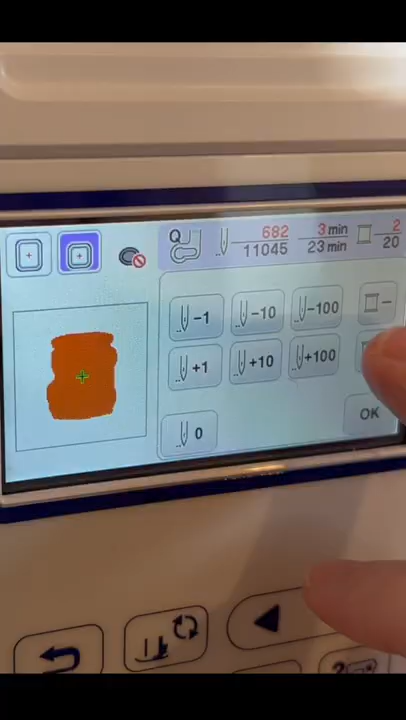 Q 682 3 min 2
11045 23 min 20
-1 -10 -100 -
+1 +10 +100
0 OK
?